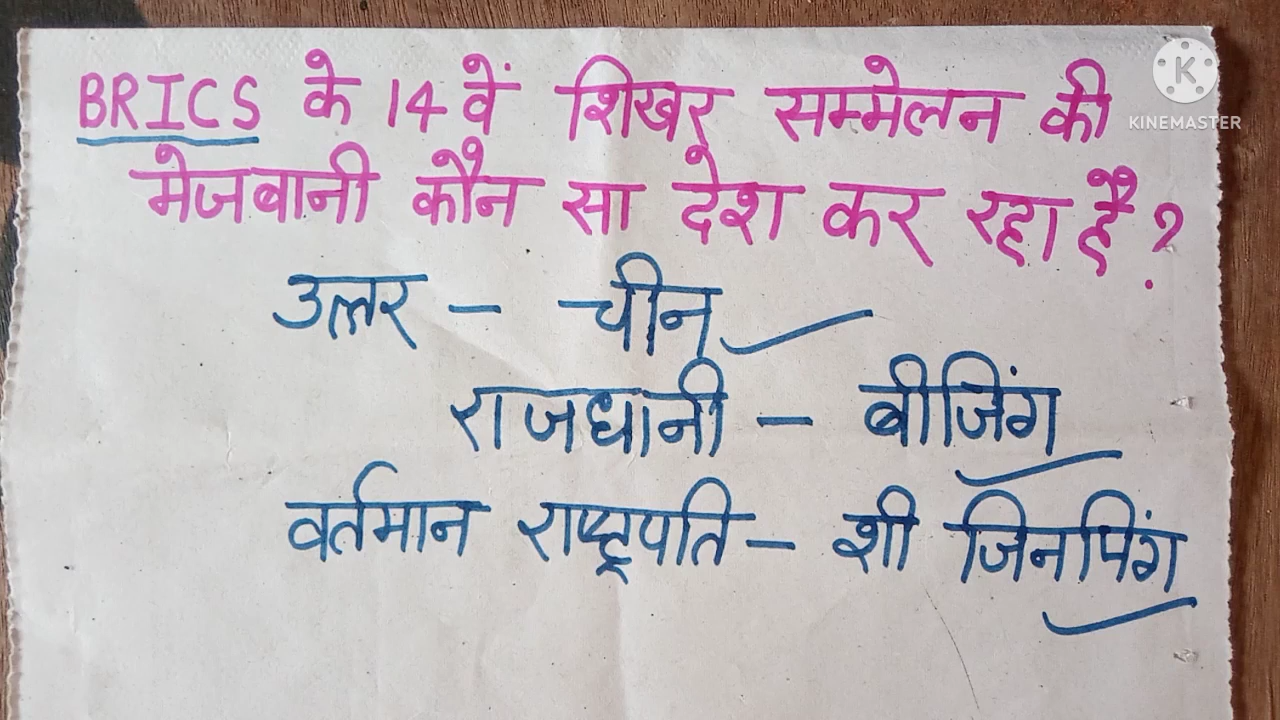 BRICS के 14 वें शिखर सम्मेलन की
मेजबानी कौन सा देश कर रहा है ?
उत्तर - चीन
राजधानी - बीजिंग
वर्तमान राष्ट्रपति - शी जिनपिंग
K
KINEMASTER